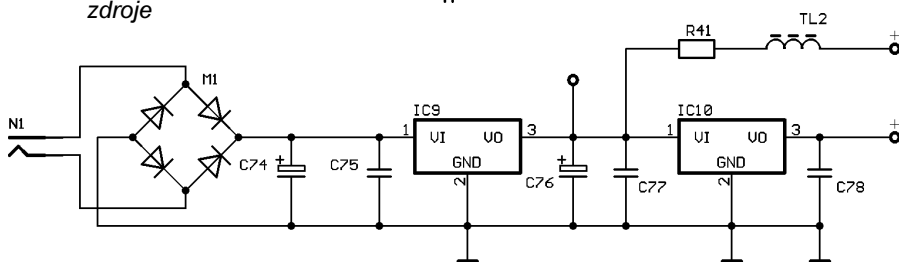 zdroje
TL2
R41
+
M1
N1
IC9
IC10
+
1 VI VO 3
1 VI VO 3
GND
GND
C74
+
C75
2
C76
+
C77
2
C78